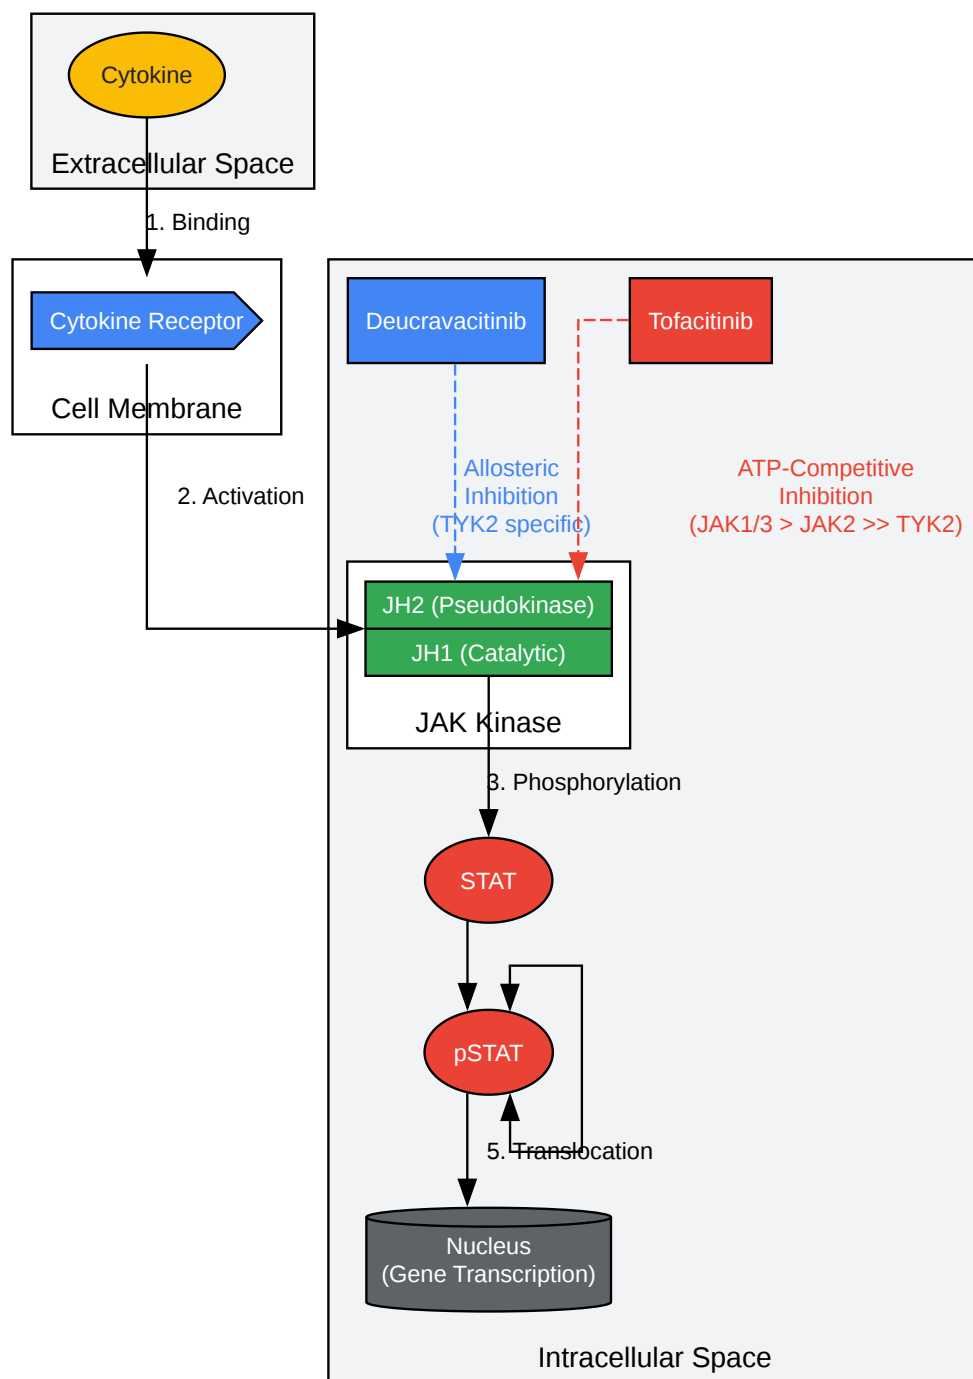 Cytokine
Extracellular Space
1. Binding
Cytokine Receptor
Cell Membrane
2. Activation
Deucravacitinib
Tofacitinib
Allosteric
Inhibition
(TYK2 specific)
ATP-Competitive
Inhibition
(JAK1/3 > JAK2 >> TYK2)
JH2 (Pseudokinase)
JH1 (Catalytic)
JAK Kinase
3. Phosphorylation
STAT
pSTAT
5. Translocation
Nucleus
(Gene Transcription)
Intracellular Space